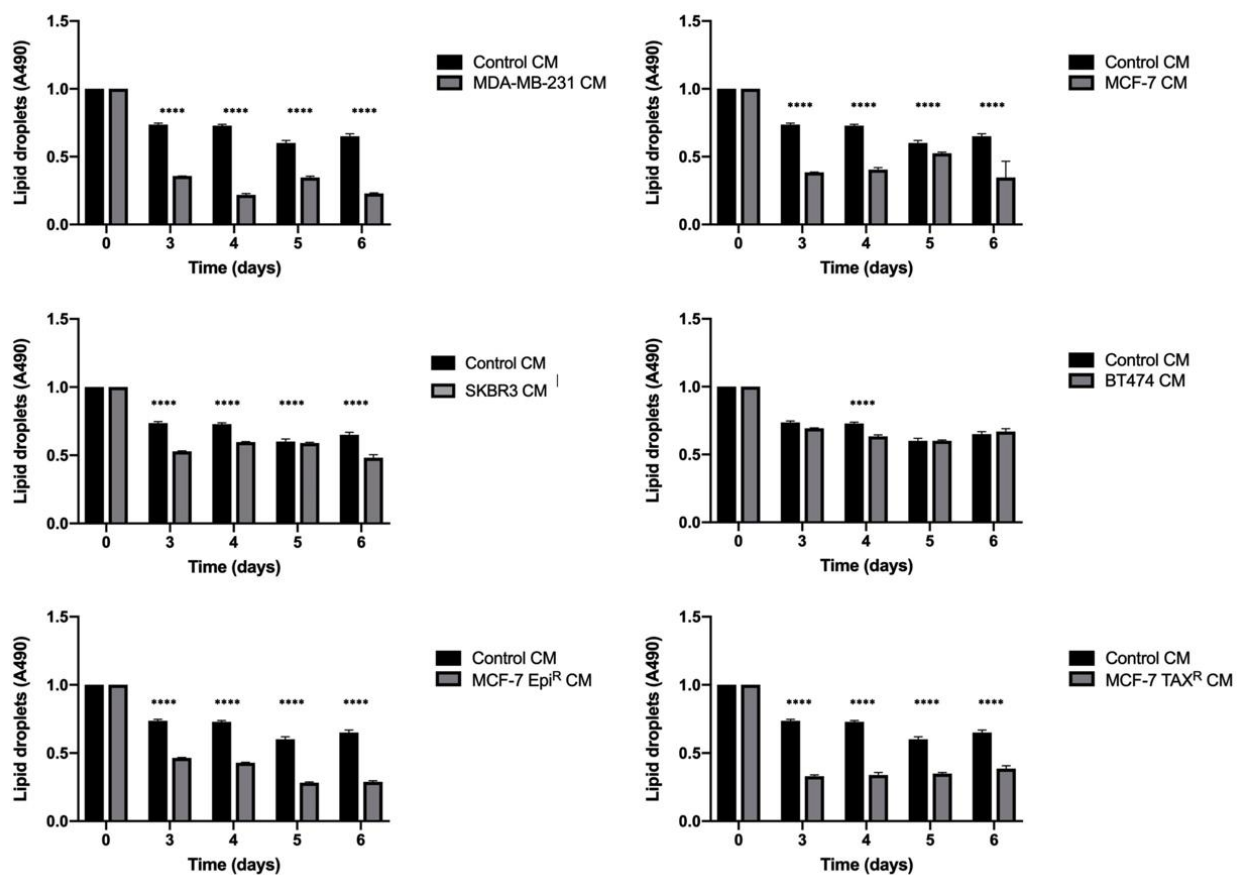 1.5
Lipid droplets (A490)
1.0
0.5
0.0
**** **** **** ****
0 3 4 5 6
Time (days)
Control CM
MDA-MB-231 CM
1.5
Lipid droplets (A490)
1.0
0.5
0.0
**** **** **** ****
0 3 4 5 6
Time (days)
Control CM
MCF-7 CM
1.5
Lipid droplets (A490)
1.0
0.5
0.0
**** **** **** ****
0 3 4 5 6
Time (days)
Control CM
SKBR3 CM
1.5
Lipid droplets (A490)
1.0
0.5
0.0
****
0 3 4 5 6
Time (days)
Control CM
BT474 CM
1.5
Lipid droplets (A490)
1.0
0.5
0.0
**** **** **** ****
0 3 4 5 6
Time (days)
Control CM
MCF-7 Epiᴿ CM
1.5
Lipid droplets (A490)
1.0
0.5
0.0
**** **** **** ****
0 3 4 5 6
Time (days)
Control CM
MCF-7 TAXᴿ CM